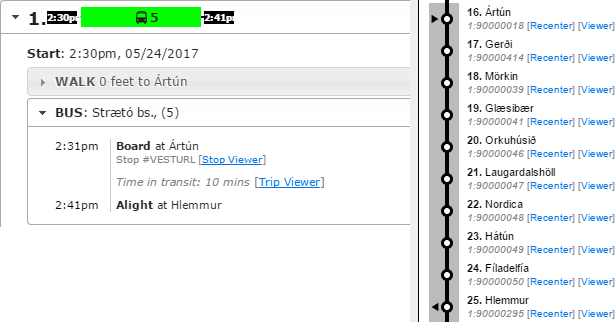 1. 2:30pm 5 -2:41pm
Start: 2:30pm, 05/24/2017
WALK 0 feet to Ártún
BUS: Strætó bs., (5)
2:31pm Board at Ártún
Stop #VESTURL [Stop Viewer]
Time in transit: 10 mins [Trip Viewer]
2:41pm Alight at Hlemmur
16. Ártún
1:90000018 [Recenter] [Viewer]
17. Gerði
1:90000414 [Recenter] [Viewer]
18. Mörkin
1:90000039 [Recenter] [Viewer]
19. Glæsibær
1:90000041 [Recenter] [Viewer]
20. Orkuhúsið
1:90000046 [Recenter] [Viewer]
21. Laugardalshöll
1:90000047 [Recenter] [Viewer]
22. Nordica
1:90000048 [Recenter] [Viewer]
23. Hátún
1:90000049 [Recenter] [Viewer]
24. Fíladelfía
1:90000050 [Recenter] [Viewer]
25. Hlemmur
1:90000295 [Recenter] [Viewer]